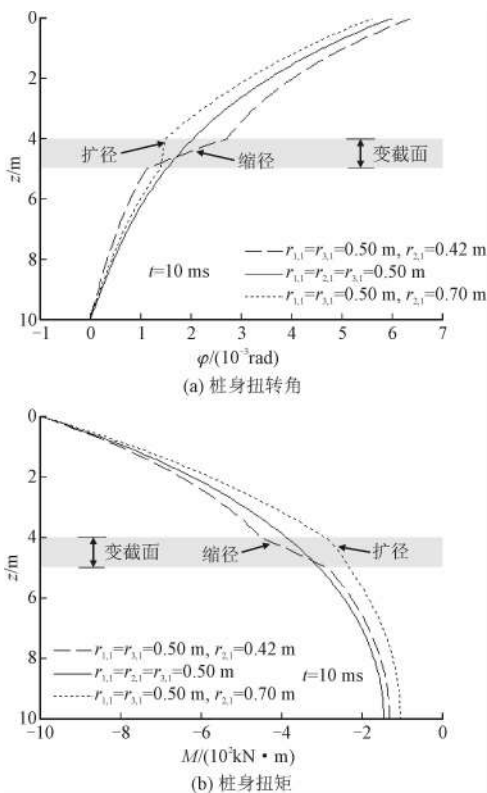 0
2
4
6
8
10
z/m
扩径
缩径
变截面
t=10 ms
r1,1=r3,1=0.50 m, r2,1=0.42 m
r1,1=r2,1=r3,1=0.50 m
r1,1=r3,1=0.50 m, r2,1=0.70 m
−1 0 1 2 3 4 5 6 7
φ/(10⁻³rad)
(a) 桩身扭转角
0
2
4
6
8
10
z/m
变截面
缩径
扩径
r1,1=r3,1=0.50 m, r2,1=0.42 m
r1,1=r2,1=r3,1=0.50 m
t=10 ms
r1,1=r3,1=0.50 m, r2,1=0.70 m
−10 −8 −6 −4 −2 0
M/(10²kN·m)
(b) 桩身扭矩